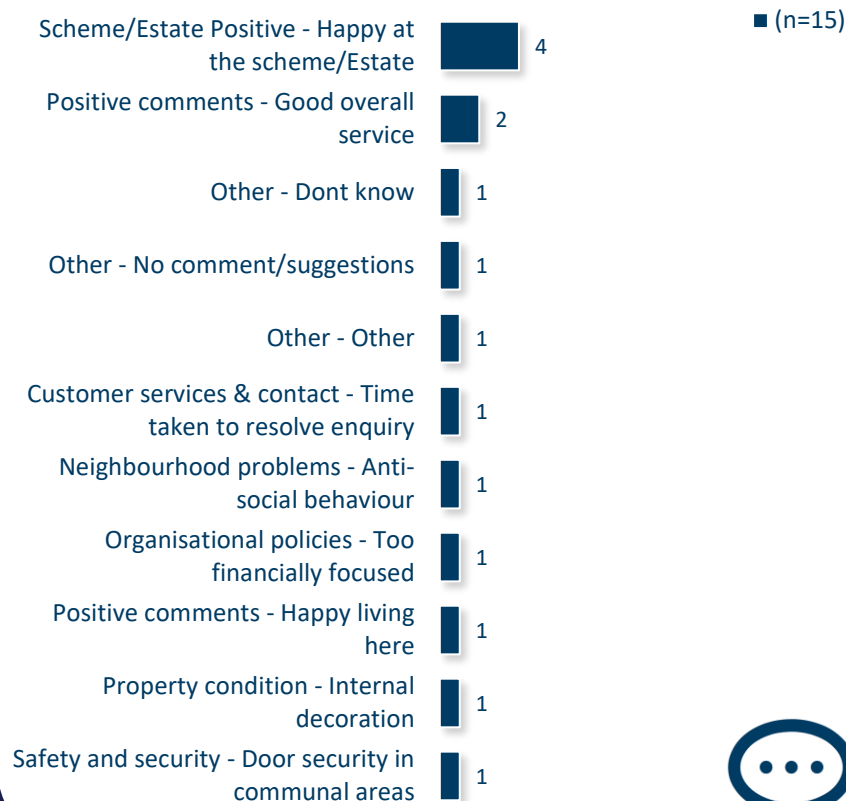 (n=15)
Scheme/Estate Positive - Happy at
the scheme/Estate
4
Positive comments - Good overall
service
2
Other - Dont know
1
Other - No comment/suggestions
1
Other - Other
1
Customer services & contact - Time
taken to resolve enquiry
1
Neighbourhood problems - Anti-
social behaviour
1
Organisational policies - Too
financially focused
1
Positive comments - Happy living
here
1
Property condition - Internal
decoration
1
Safety and security - Door security in
communal areas
1